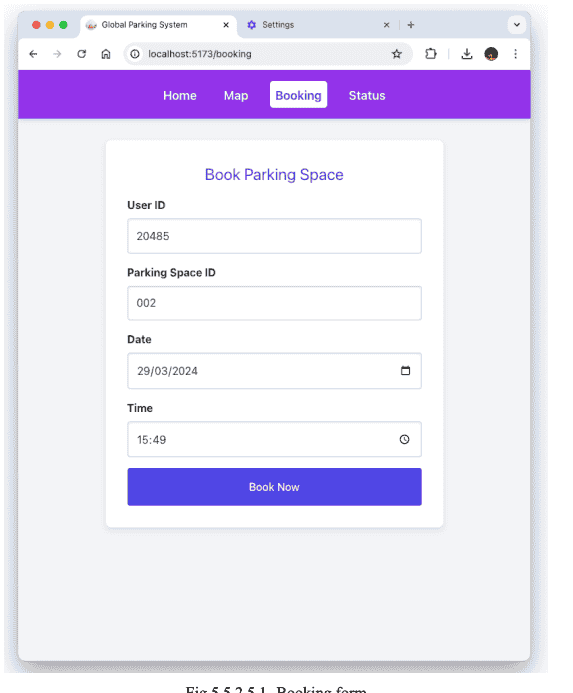 Global Parking System
Settings
localhost:5173/booking
Home Map Booking Status
Book Parking Space
User ID
20485
Parking Space ID
002
Date
29/03/2024
Time
15:49
Book Now
Fig 5.5.2.5.1 Booking form